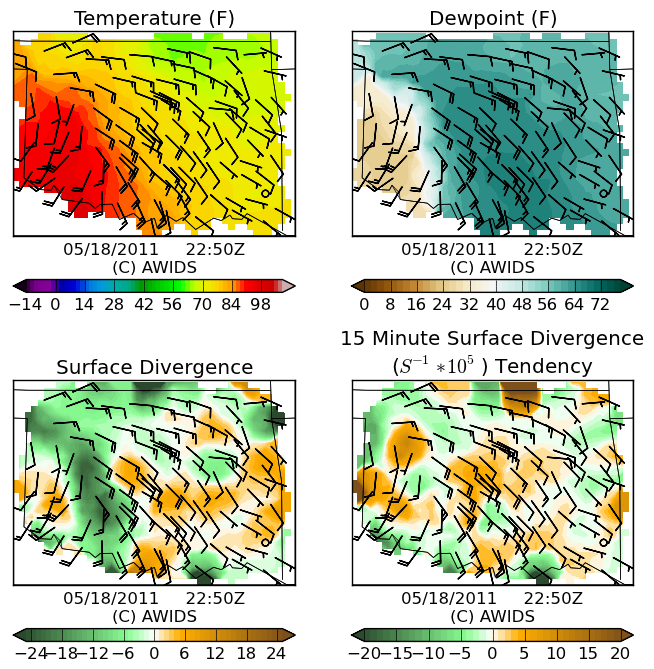 Temperature (F)
Dewpoint (F)
05/18/2011 22:50Z
(C) AWIDS
05/18/2011 22:50Z
(C) AWIDS
−14 0 14 28 42 56 70 84 98
0 8 16 24 32 40 48 56 64 72
Surface Divergence
15 Minute Surface Divergence
(S⁻¹ *10⁵ ) Tendency
05/18/2011 22:50Z
(C) AWIDS
05/18/2011 22:50Z
(C) AWIDS
−24 −18 −12 −6 0 6 12 18 24
−20 −15 −10 −5 0 5 10 15 20